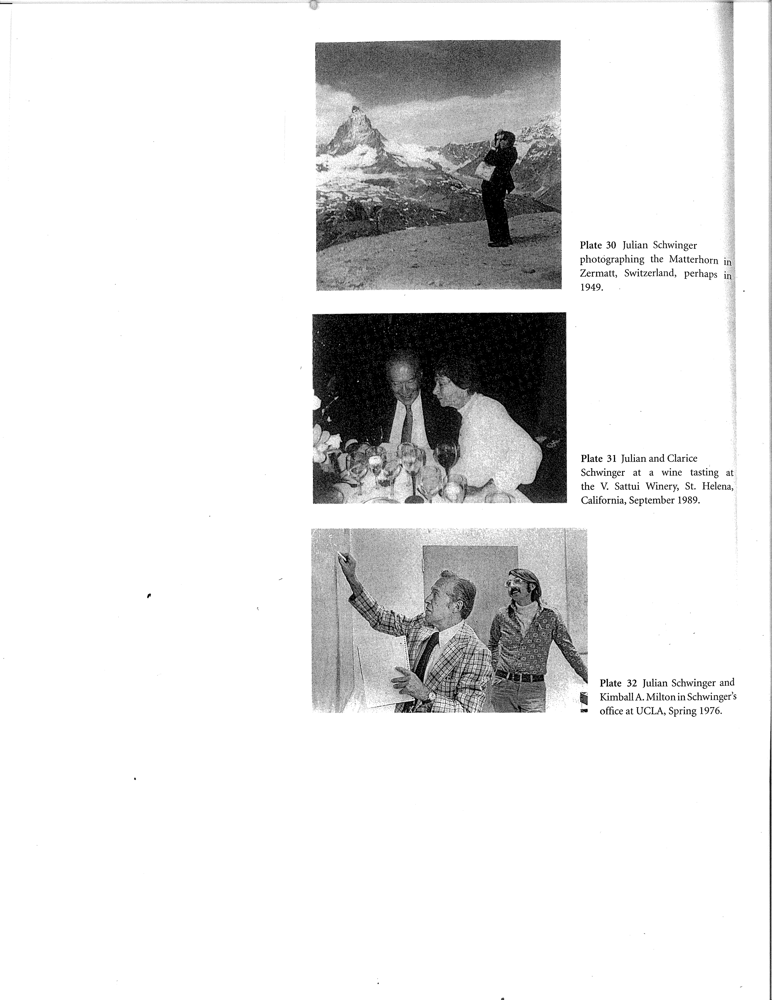 Plate 30 Julian Schwinger
photographing the Matterhorn in
Zermatt, Switzerland, perhaps in
1949.
Plate 31 Julian and Clarice
Schwinger at a wine tasting at
the V. Sattui Winery, St. Helena,
California, September 1989.
Plate 32 Julian Schwinger and
Kimball A. Milton in Schwinger's
office at UCLA, Spring 1976.